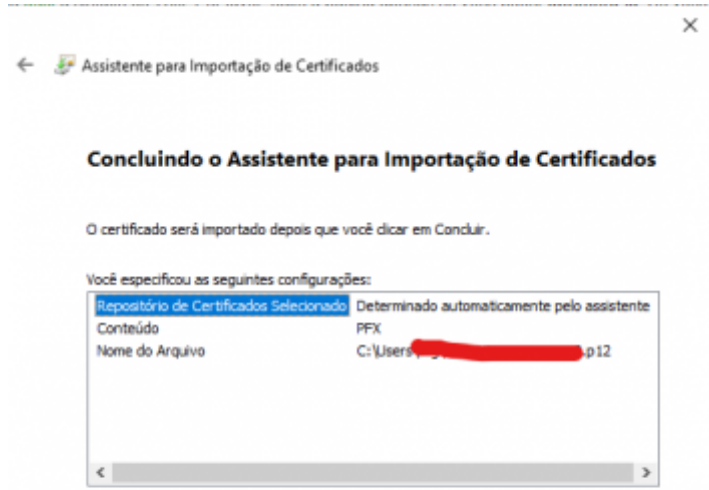 Assistente para Importação de Certificados
Concluindo o Assistente para Importação de Certificados
O certificado será importado depois que você clicar em Concluir.
Você especificou as seguintes configurações:
Repositório de Certificados Selecionado Determinado automaticamente pelo assistente
Conteúdo PFX
Nome do Arquivo C:\Users .p12